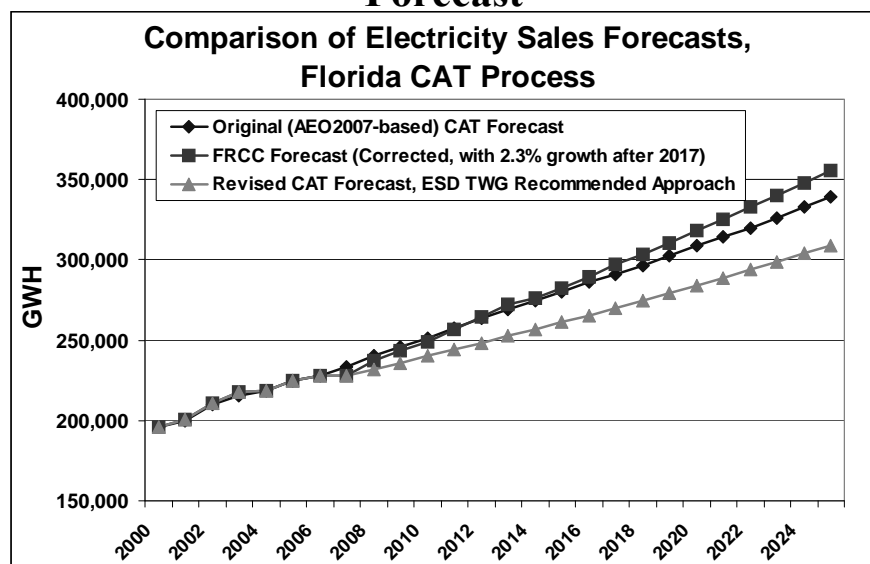 Forecast
Comparison of Electricity Sales Forecasts,
Florida CAT Process
400,000
350,000
300,000
250,000
200,000
150,000
GWH
Original (AEO2007-based) CAT Forecast
FRCC Forecast (Corrected, with 2.3% growth after 2017)
Revised CAT Forecast, ESD TWG Recommended Approach
2000
2002
2004
2006
2008
2010
2012
2014
2016
2018
2020
2022
2024